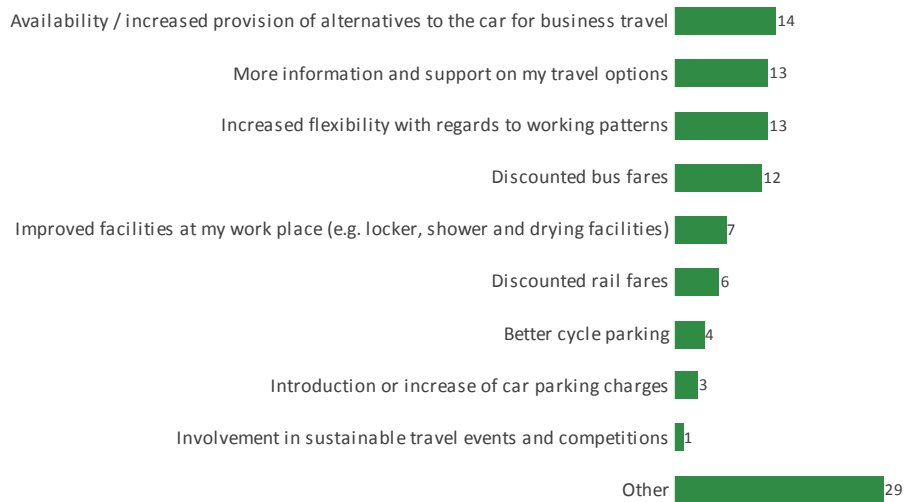 Availability / increased provision of alternatives to the car for business travel 14
More information and support on my travel options 13
Increased flexibility with regards to working patterns 13
Discounted bus fares 12
Improved facilities at my work place (e.g. locker, shower and drying facilities) 7
Discounted rail fares 6
Better cycle parking 4
Introduction or increase of car parking charges 3
Involvement in sustainable travel events and competitions 1
Other 29